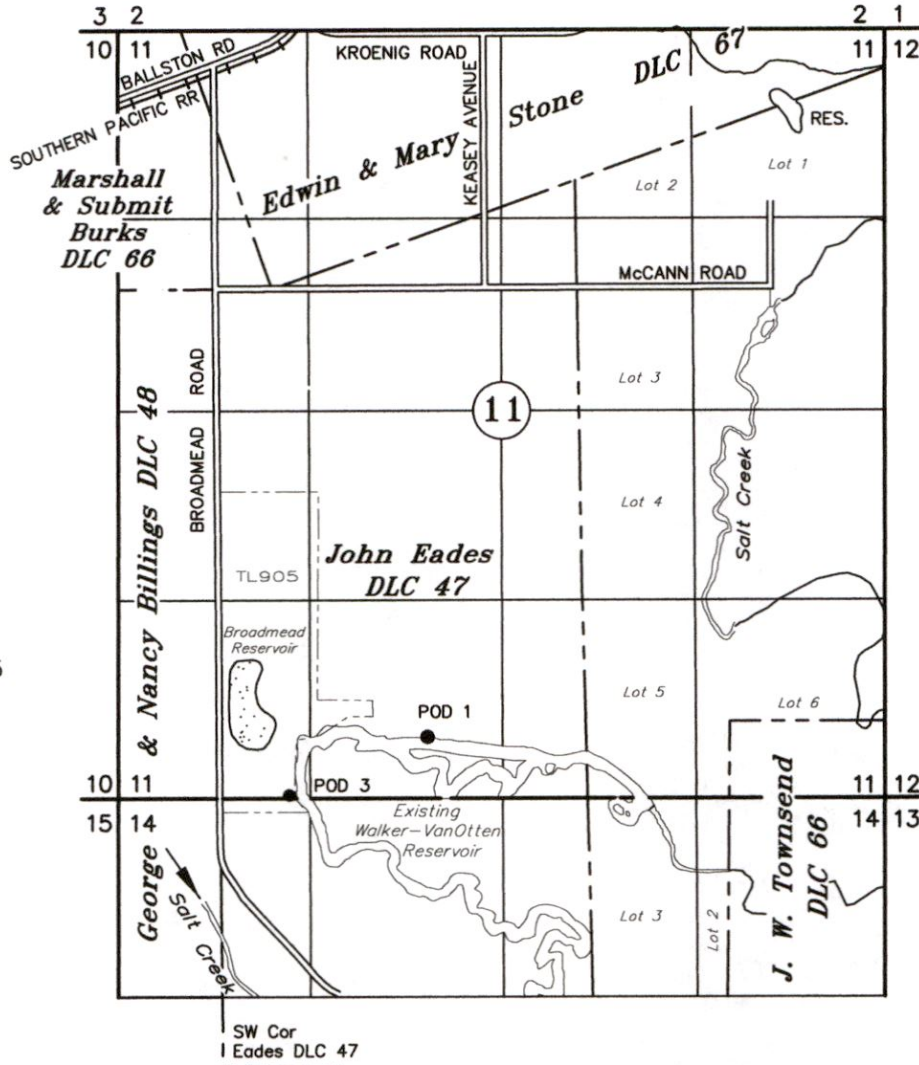 3 2
2 1
10 11
11 12
BALLSTON RD
SOUTHERN PACIFIC RR
KROENIG ROAD
KEASEY AVENUE
DLC 67
Edwin & Mary Stone
RES.
Lot 1
Lot 2
Marshall
& Submit
Burks
DLC 66
McCANN ROAD
BROADMEAD ROAD
Lot 3
11
George & Nancy Billings DLC 48
Lot 4
Salt Creek
John Eades
DLC 47
TL905
Broadmead
Reservoir
Lot 5
Lot 6
POD 1
POD 3
10 11
15 14
11 12
14 13
Existing
Walker-VanOtten
Reservoir
J. W. Townsend
DLC 66
Salt Creek
Lot 3
Lot 2
SW Cor
Eades DLC 47